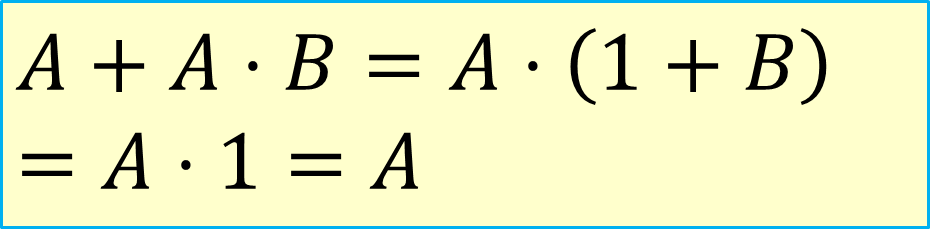 A + A · B = A · (1 + B)
= A · 1 = A